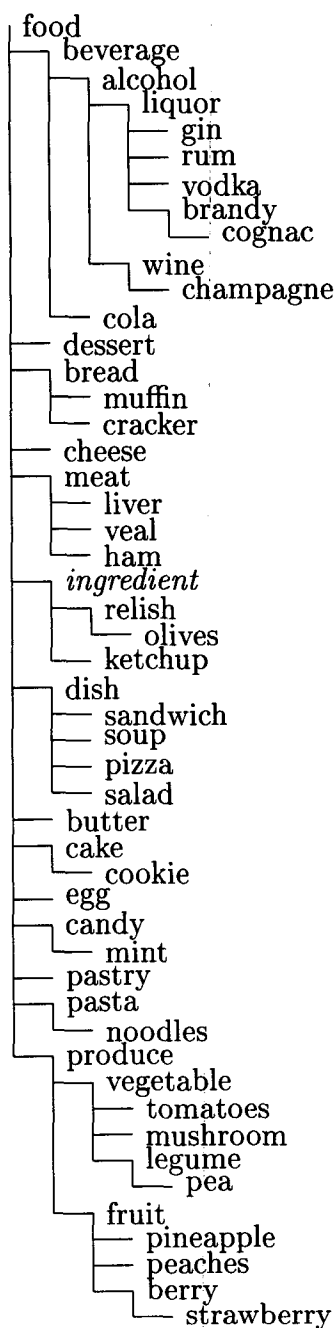 food
beverage
alcohol
liquor
gin
rum
vodka
brandy
cognac
wine
champagne
cola
dessert
bread
muffin
cracker
cheese
meat
liver
veal
ham
ingredient
relish
olives
ketchup
dish
sandwich
soup
pizza
salad
butter
cake
cookie
egg
candy
mint
pastry
pasta
noodles
produce
vegetable
tomatoes
mushroom
legume
pea
fruit
pineapple
peaches
berry
strawberry